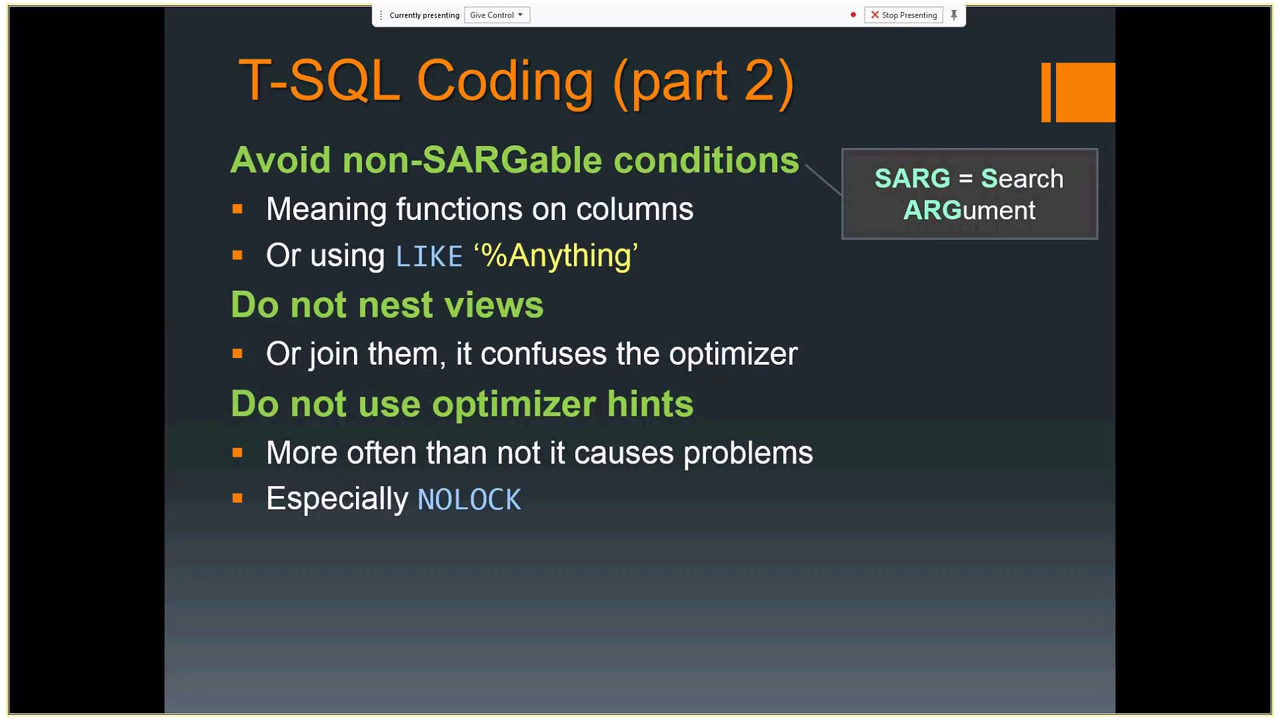 Currently presenting Give Control Stop Presenting
T-SQL Coding (part 2)
Avoid non-SARGable conditions
SARG = Search
ARGument
▪ Meaning functions on columns
▪ Or using LIKE ‘%Anything’
Do not nest views
▪ Or join them, it confuses the optimizer
Do not use optimizer hints
▪ More often than not it causes problems
▪ Especially NOLOCK